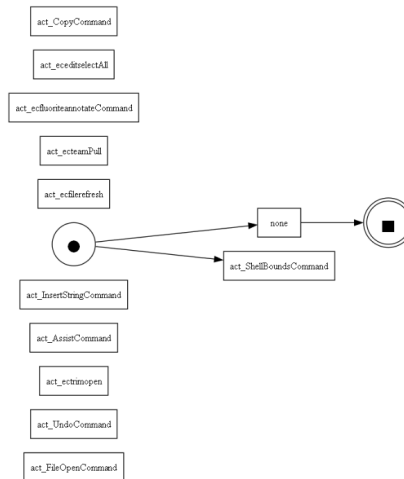 act_CopyCommand
act_eceditselectAll
act_ecfluoriteannotateCommand
act_ecteamPull
act_ecfilerefresh
none
act_ShellBoundsCommand
act_InsertStringCommand
act_AssistCommand
act_ectrimopen
act_UndoCommand
act_FileOpenCommand